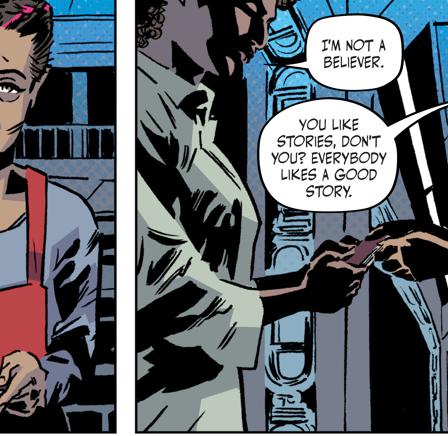 I'M NOT A
BELIEVER.
YOU LIKE
STORIES, DON'T
YOU? EVERYBODY
LIKES A GOOD
STORY.